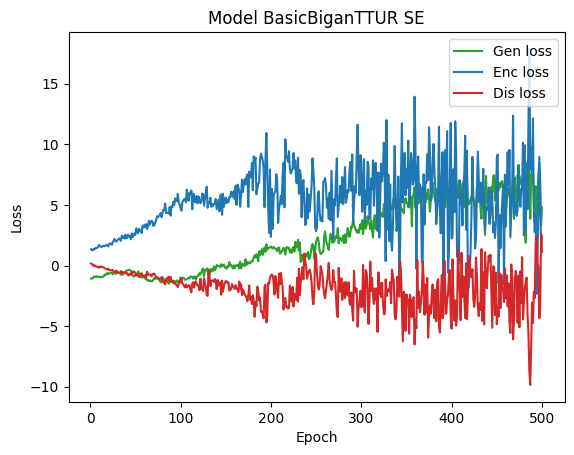 Model BasicBiganTTUR SE
Gen loss
Enc loss
Dis loss
15
10
5
0
−5
−10
Loss
0 100 200 300 400 500
Epoch